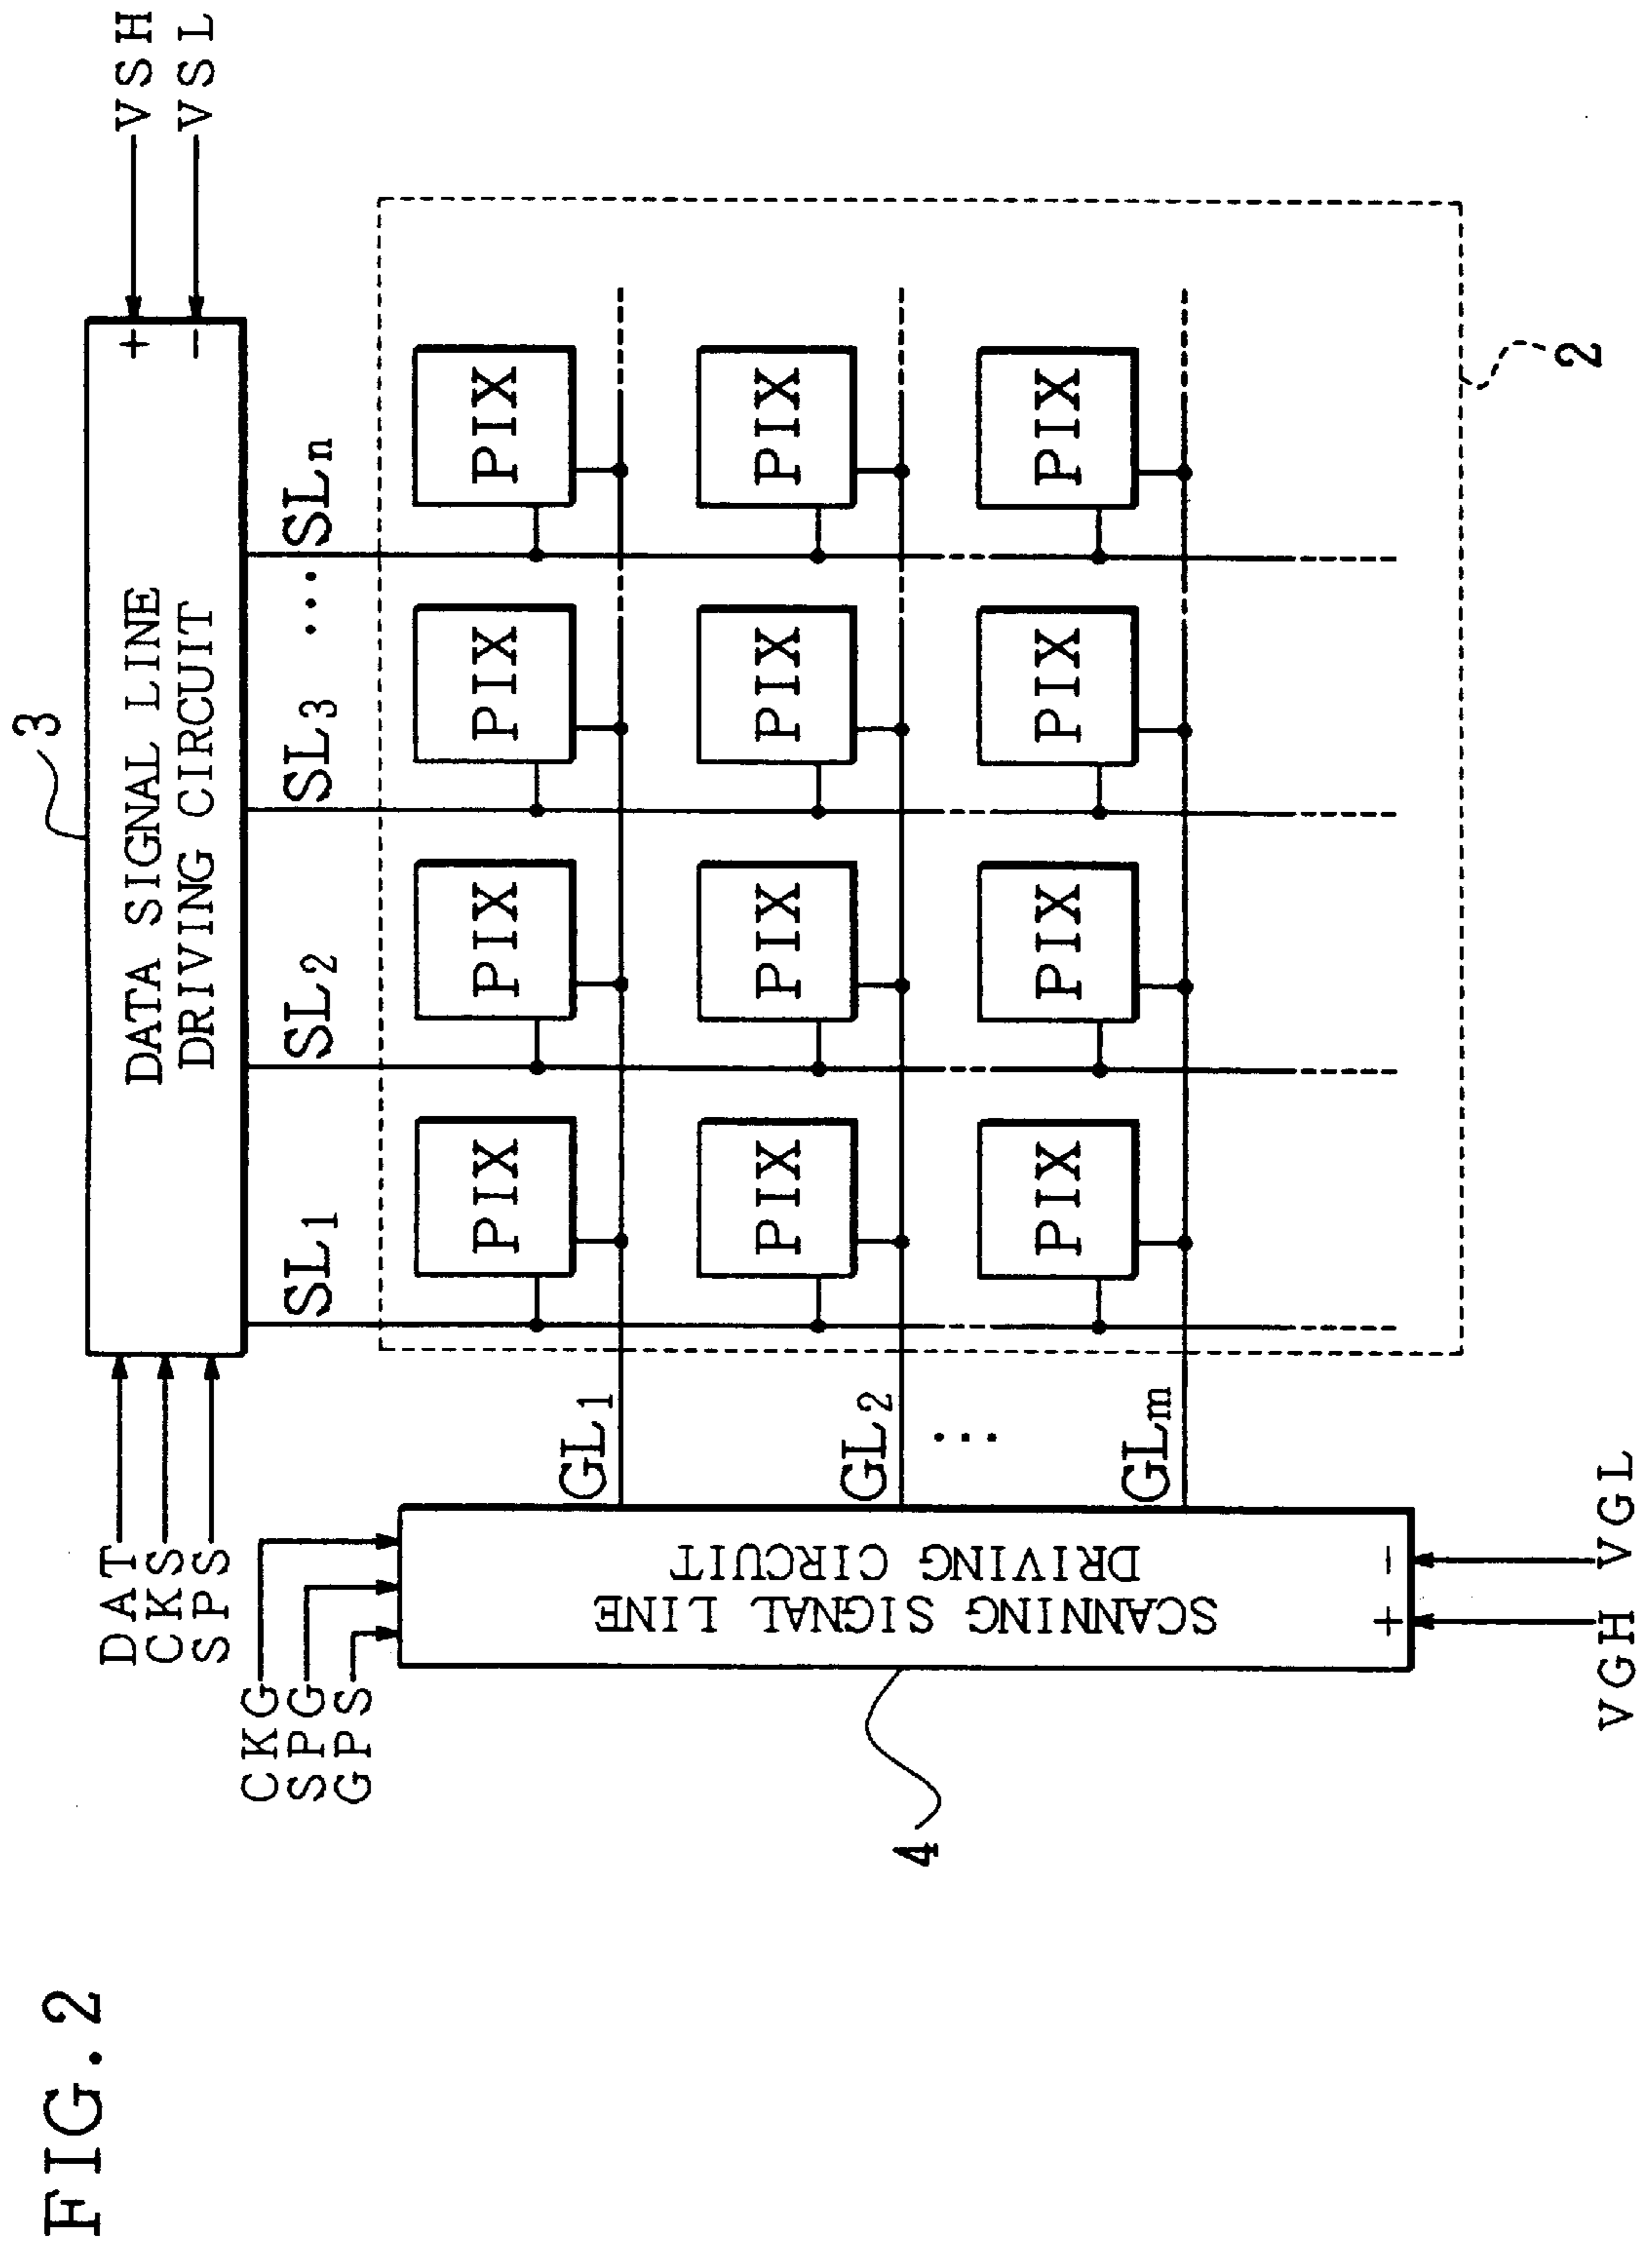 FIG.2
3
DATA SIGNAL LINE
DRIVING CIRCUIT
DAT
CKS
SPS
+
−
VSH
VSL
SL1
SL2
SL3
...
SLn
CKG
SPG
GPS
SCANNING SIGNAL LINE
DRIVING CIRCUIT
4
+
−
VGH
VGL
GL1
GL2
...
GLm
PIX
PIX
PIX
PIX
PIX
PIX
PIX
PIX
PIX
PIX
PIX
PIX
2